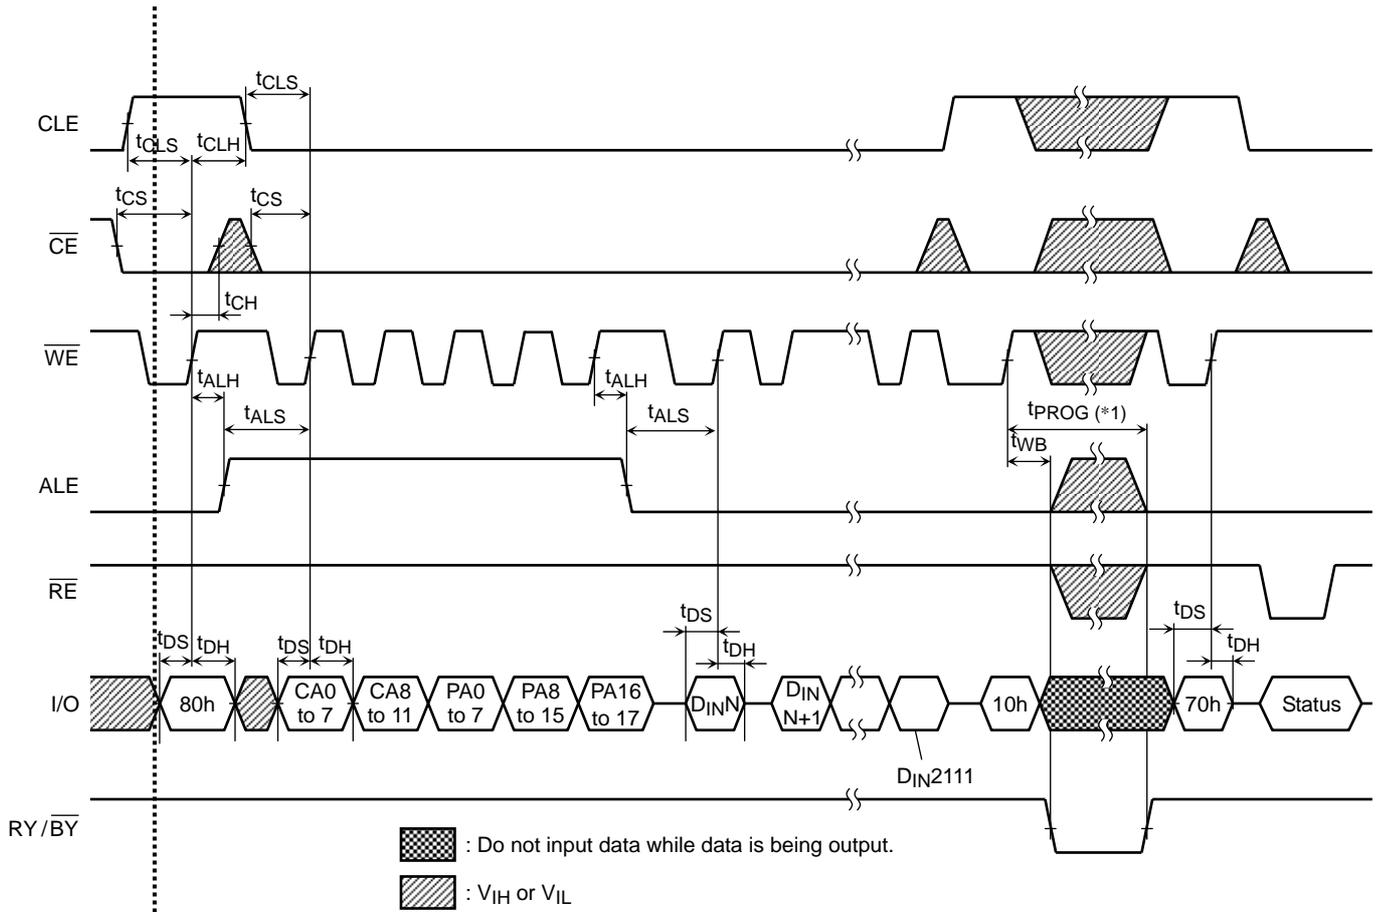 tCLS
CLE
tCLS tCLH
tCS tCS
CE
tCH
WE
tALH tALH
tALS tALS
tPROG (*1)
tWB
ALE
RE
tDS tDH tDS tDH tDS tDH tDS tDH
I/O
80h
CA0 to 7
CA8 to 11
PA0 to 7
PA8 to 15
PA16 to 17
DINN
DIN N+1
10h
70h
Status
DIN2111
RY/BY
: Do not input data while data is being output.
: VIH or VIL